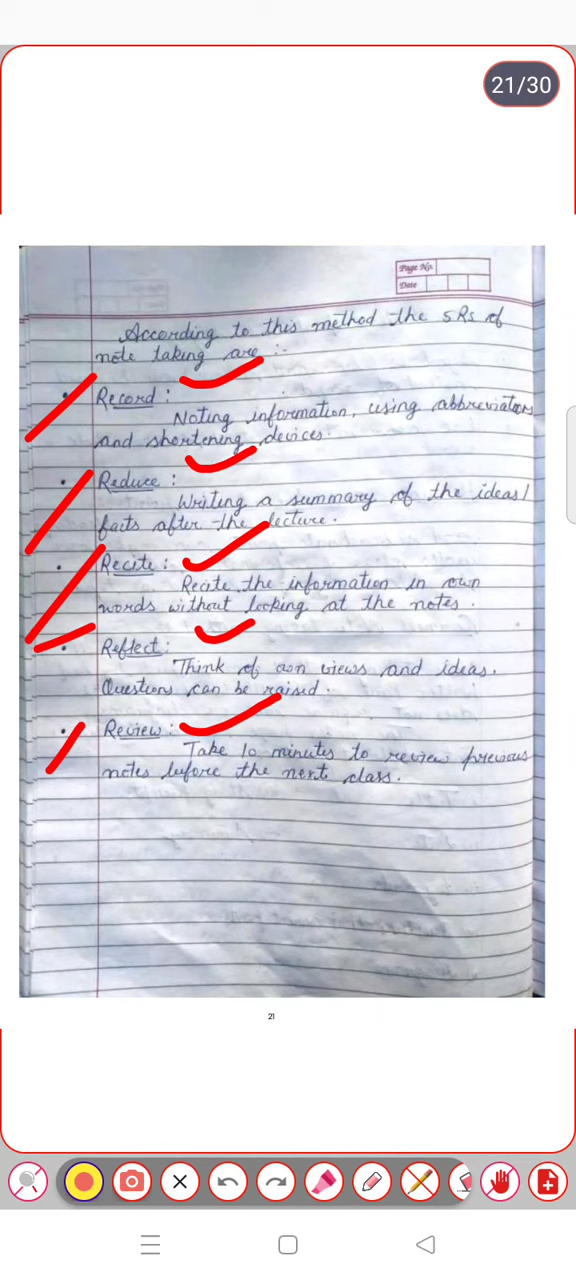 21/30
Page No.
Date
According to this method the 5Rs of
note taking are :-
• Record :
Noting information, using abbreviations
and shortening devices.
• Reduce :
Writing a summary of the ideas/
facts after the lecture.
• Recite :
Recite the information in own
words without looking at the notes.
• Reflect :
Think of own views and ideas.
Question can be raised.
• Review :
Take 10 minutes to review previous
notes before the next class.
21